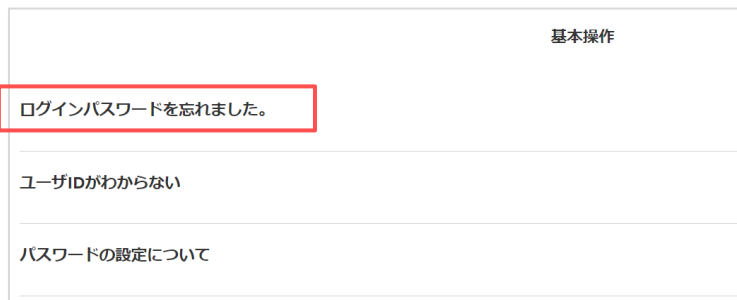 基本操作
ログインパスワードを忘れました。
ユーザIDがわからない
パスワードの設定について